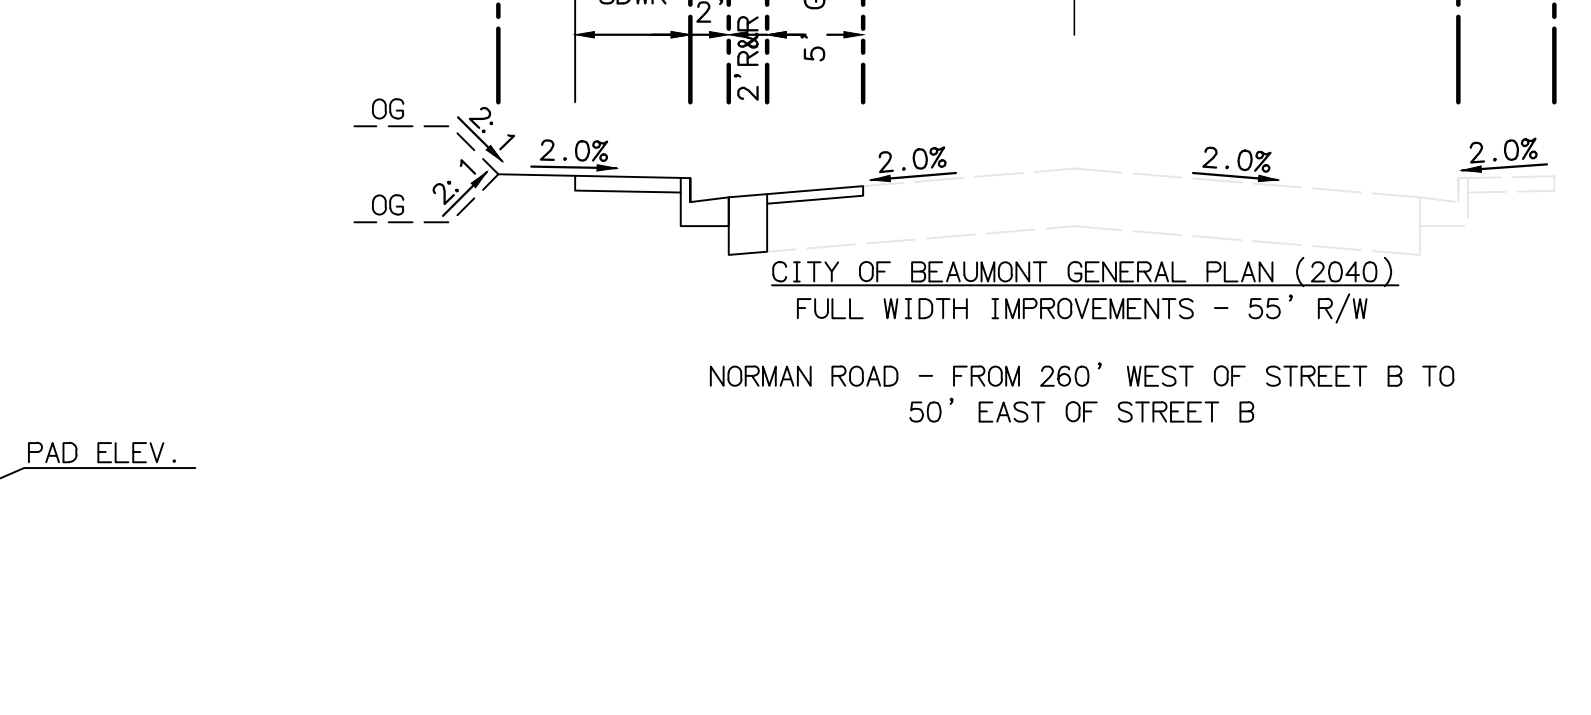 2'
2' R&R
5' G
OG
2:1
2.0%
2.0%
2.0%
2.0%
OG
2:1
CITY OF BEAUMONT GENERAL PLAN (2040)
FULL WIDTH IMPROVEMENTS - 55' R/W
NORMAN ROAD - FROM 260' WEST OF STREET B TO
50' EAST OF STREET B
PAD ELEV.